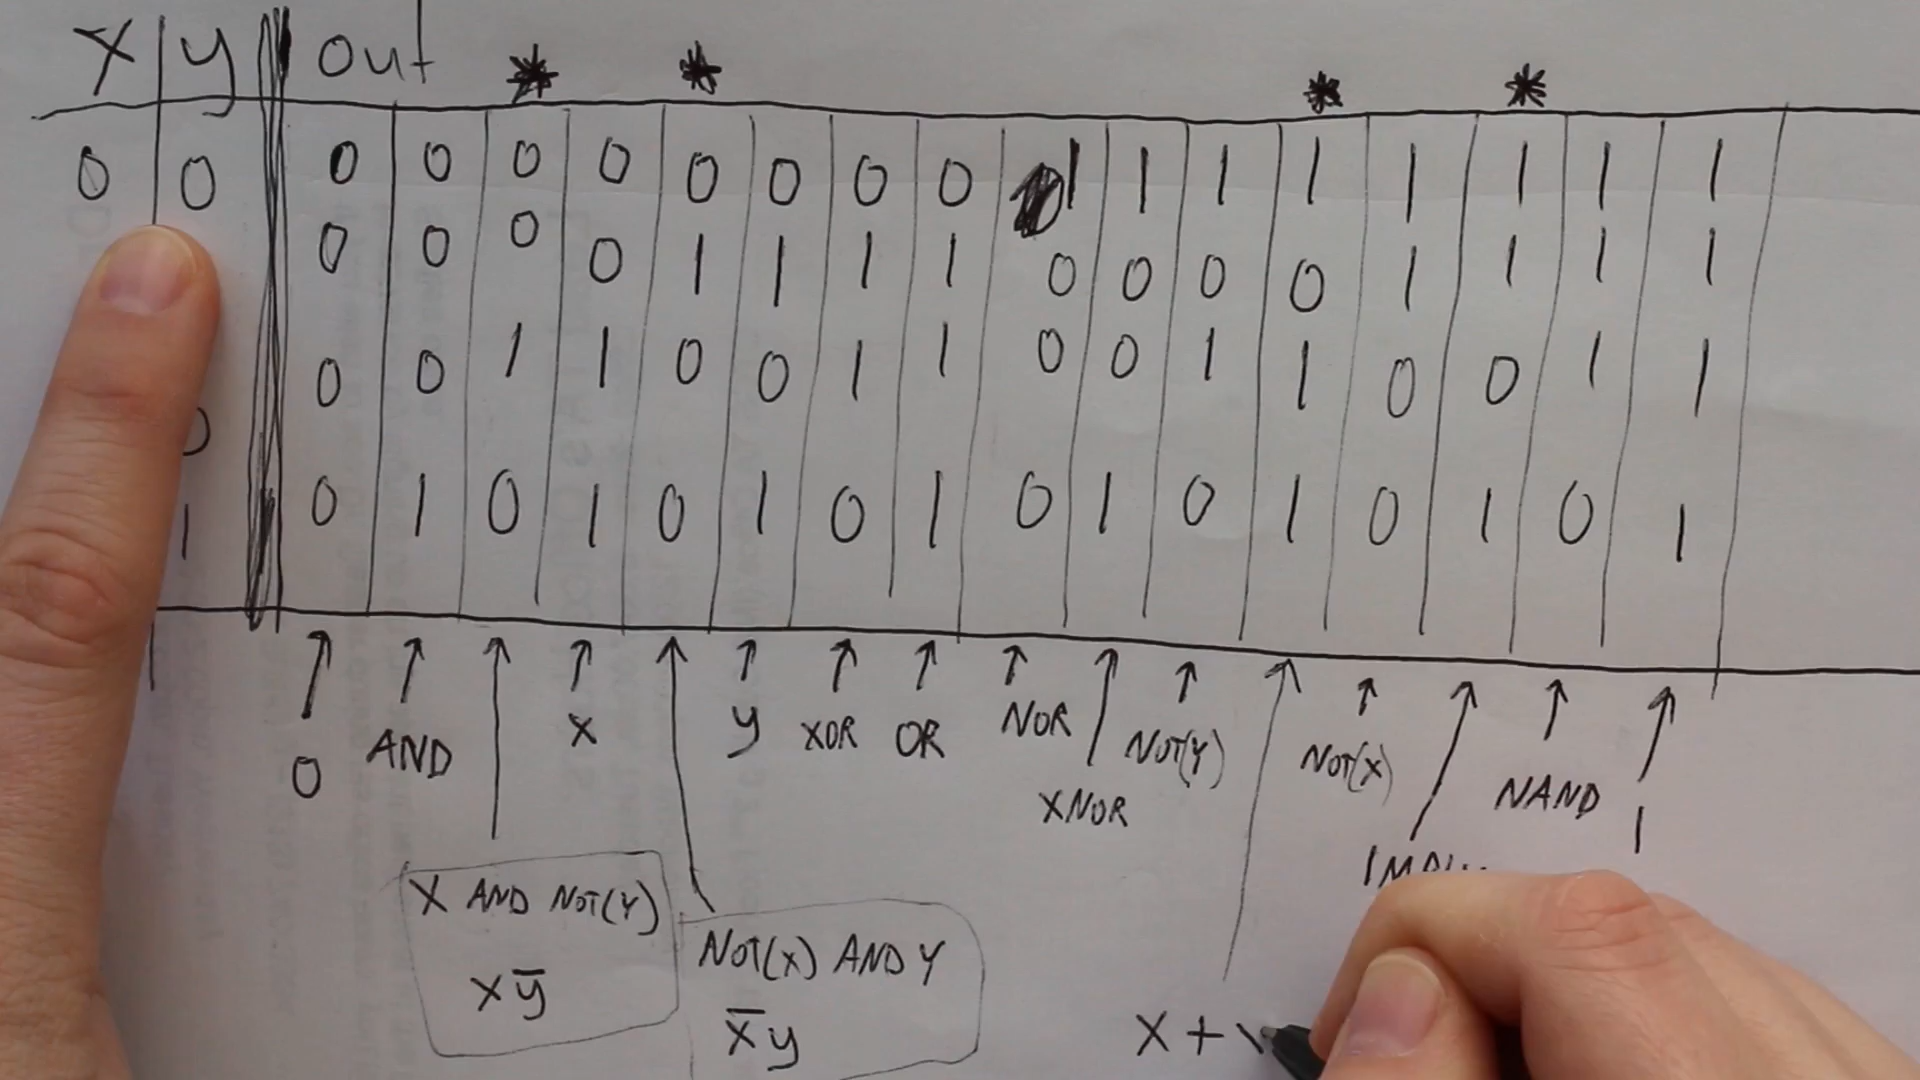 X y Out
* * * *
0 0 0 0 0 0 0 0 0 0 1 1 1 1 1 1 1 1
0 0 0 0 1 1 1 1 0 0 0 0 1 1 1 1
0 0 0 1 1 0 0 1 1 0 0 1 1 0 0 1 1
1 0 1 0 1 0 1 0 1 0 1 0 1 0 1 0 1
0 AND x y XOR OR NOR XNOR NOT(Y) NOT(X) NAND 1
X AND NOT(Y)
x y̅
NOT(X) AND Y
x̅ y
X +